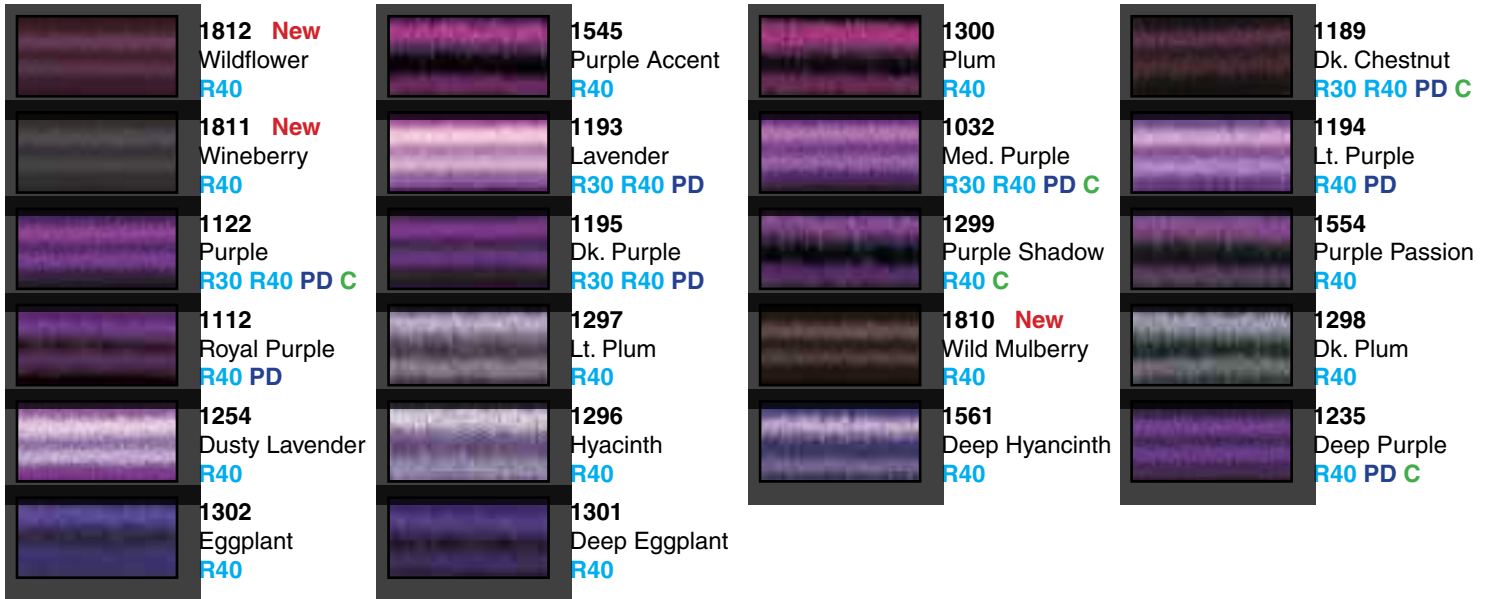 1812 New
Wildflower
R40
1545
Purple Accent
R40
1300
Plum
R40
1189
Dk. Chestnut
R30 R40 PD C
1811 New
Wineberry
R40
1193
Lavender
R30 R40 PD
1032
Med. Purple
R30 R40 PD C
1194
Lt. Purple
R40 PD
1122
Purple
R30 R40 PD C
1195
Dk. Purple
R30 R40 PD
1299
Purple Shadow
R40 C
1554
Purple Passion
R40
1112
Royal Purple
R40 PD
1297
Lt. Plum
R40
1810 New
Wild Mulberry
R40
1298
Dk. Plum
R40
1254
Dusty Lavender
R40
1296
Hyacinth
R40
1561
Deep Hyancinth
R40
1235
Deep Purple
R40 PD C
1302
Eggplant
R40
1301
Deep Eggplant
R40